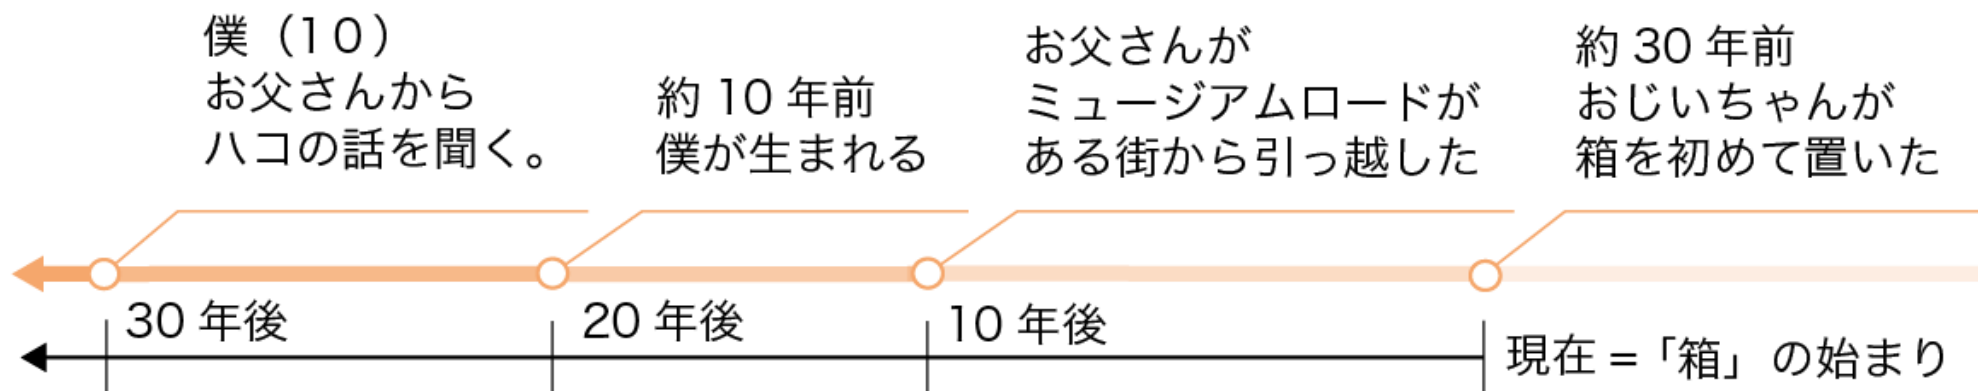 僕（１０）
お父さんから
ハコの話を聞く。
約 10 年前
僕が生まれる
お父さんが
ミュージアムロードが
ある街から引っ越した
約 30 年前
おじいちゃんが
箱を初めて置いた
30 年後
20 年後
10 年後
現在 =「箱」の始まり